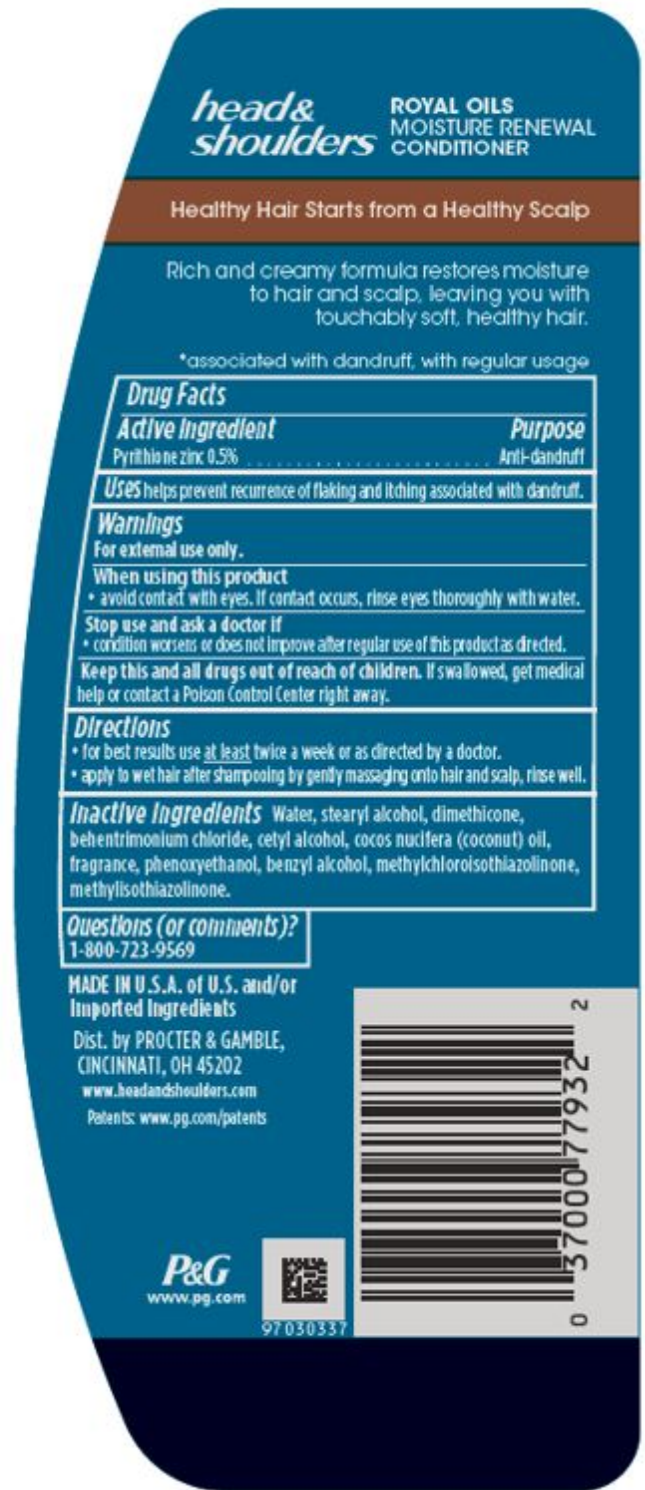 head &
shoulders
ROYAL OILS
MOISTURE RENEWAL
CONDITIONER
Healthy Hair Starts from a Healthy Scalp
Rich and creamy formula restores moisture
to hair and scalp, leaving you with
touchably soft, healthy hair.
*associated with dandruff, with regular usage
Drug Facts
Active Ingredient Purpose
Pyrithione zinc 0.5% . . . . . . . . . . . . . . . . . . . . . . . . . . Anti-dandruff
Uses helps prevent recurrence of flaking and itching associated with dandruff.
Warnings
For external use only.
When using this product
• avoid contact with eyes. If contact occurs, rinse eyes thoroughly with water.
Stop use and ask a doctor if
• condition worsens or does not improve after regular use of this product as directed.
Keep this and all drugs out of reach of children. If swallowed, get medical
help or contact a Poison Control Center right away.
Directions
• for best results use at least twice a week or as directed by a doctor.
• apply to wet hair after shampooing by gently massaging onto hair and scalp, rinse well.
Inactive Ingredients Water, stearyl alcohol, dimethicone,
behentrimonium chloride, cetyl alcohol, cocos nucifera (coconut) oil,
fragrance, phenoxyethanol, benzyl alcohol, methylchloroisothiazolinone,
methylisothiazolinone.
Questions (or comments)?
1-800-723-9569
MADE IN U.S.A. of U.S. and/or
Imported Ingredients
Dist. by PROCTER & GAMBLE,
CINCINNATI, OH 45202
www.headandshoulders.com
Patents: www.pg.com/patents
P&G
www.pg.com
97030337
0 37000 77932 2